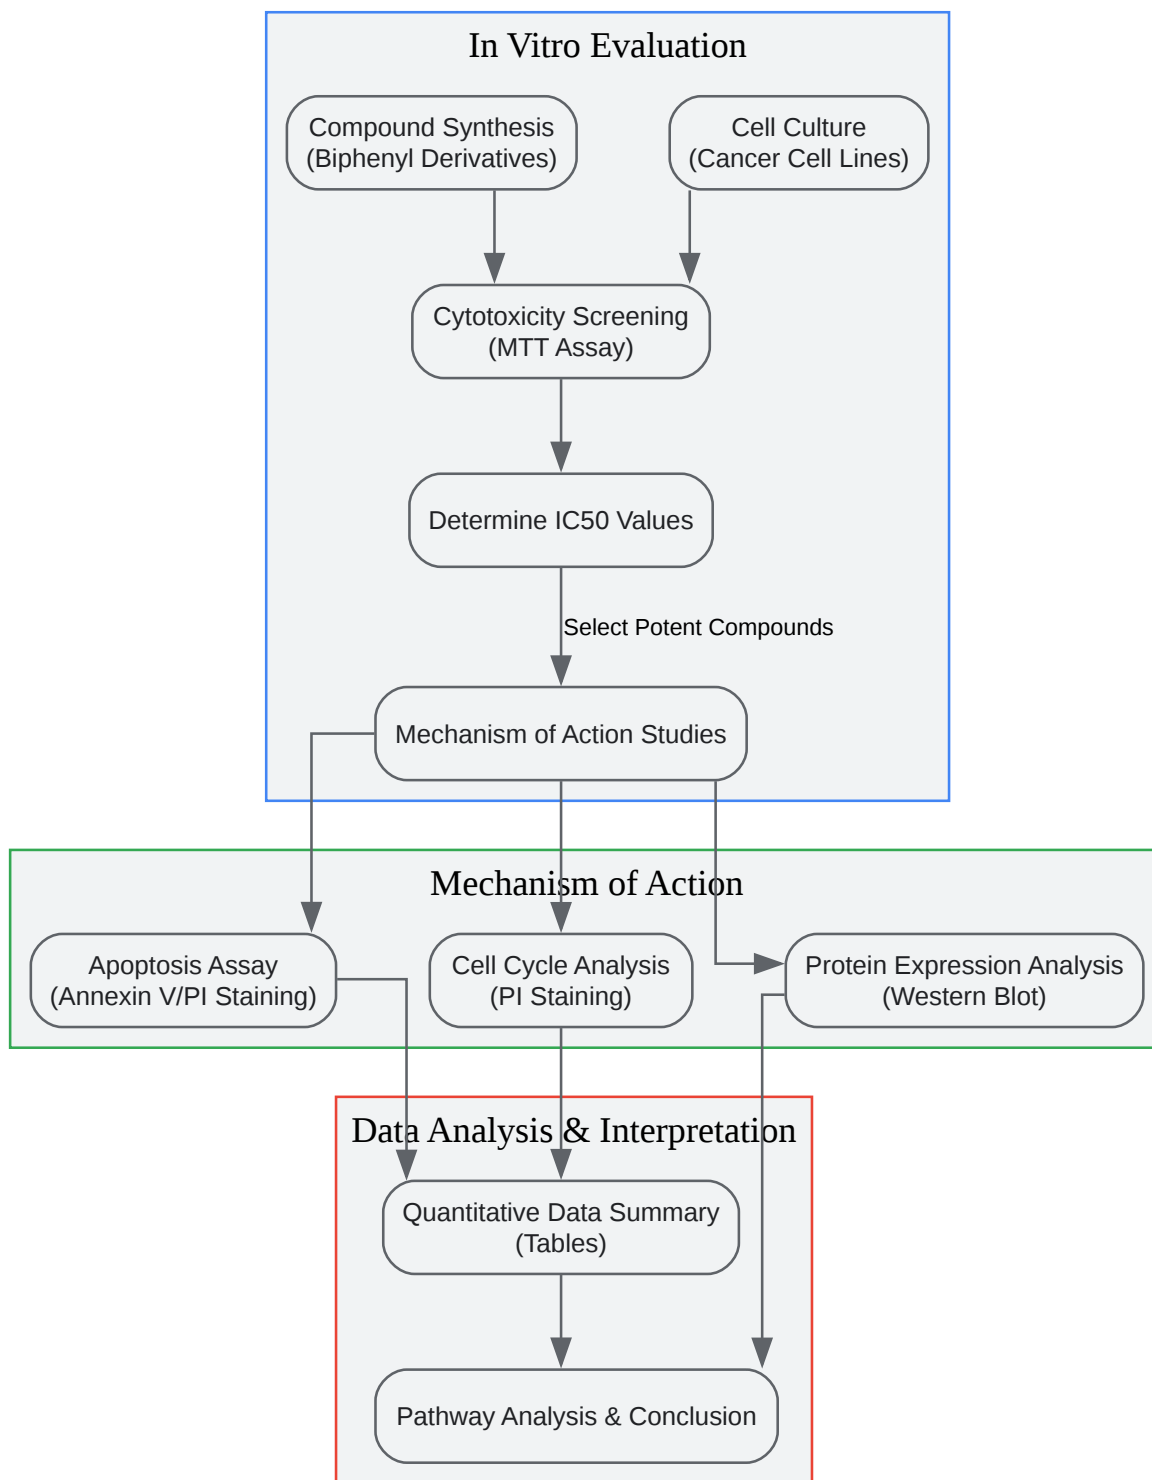 In Vitro Evaluation
Compound Synthesis
(Biphenyl Derivatives)
Cell Culture
(Cancer Cell Lines)
Cytotoxicity Screening
(MTT Assay)
Determine IC50 Values
Select Potent Compounds
Mechanism of Action Studies
Mechanism of Action
Apoptosis Assay
(Annexin V/PI Staining)
Cell Cycle Analysis
(PI Staining)
Protein Expression Analysis
(Western Blot)
Data Analysis & Interpretation
Quantitative Data Summary
(Tables)
Pathway Analysis & Conclusion